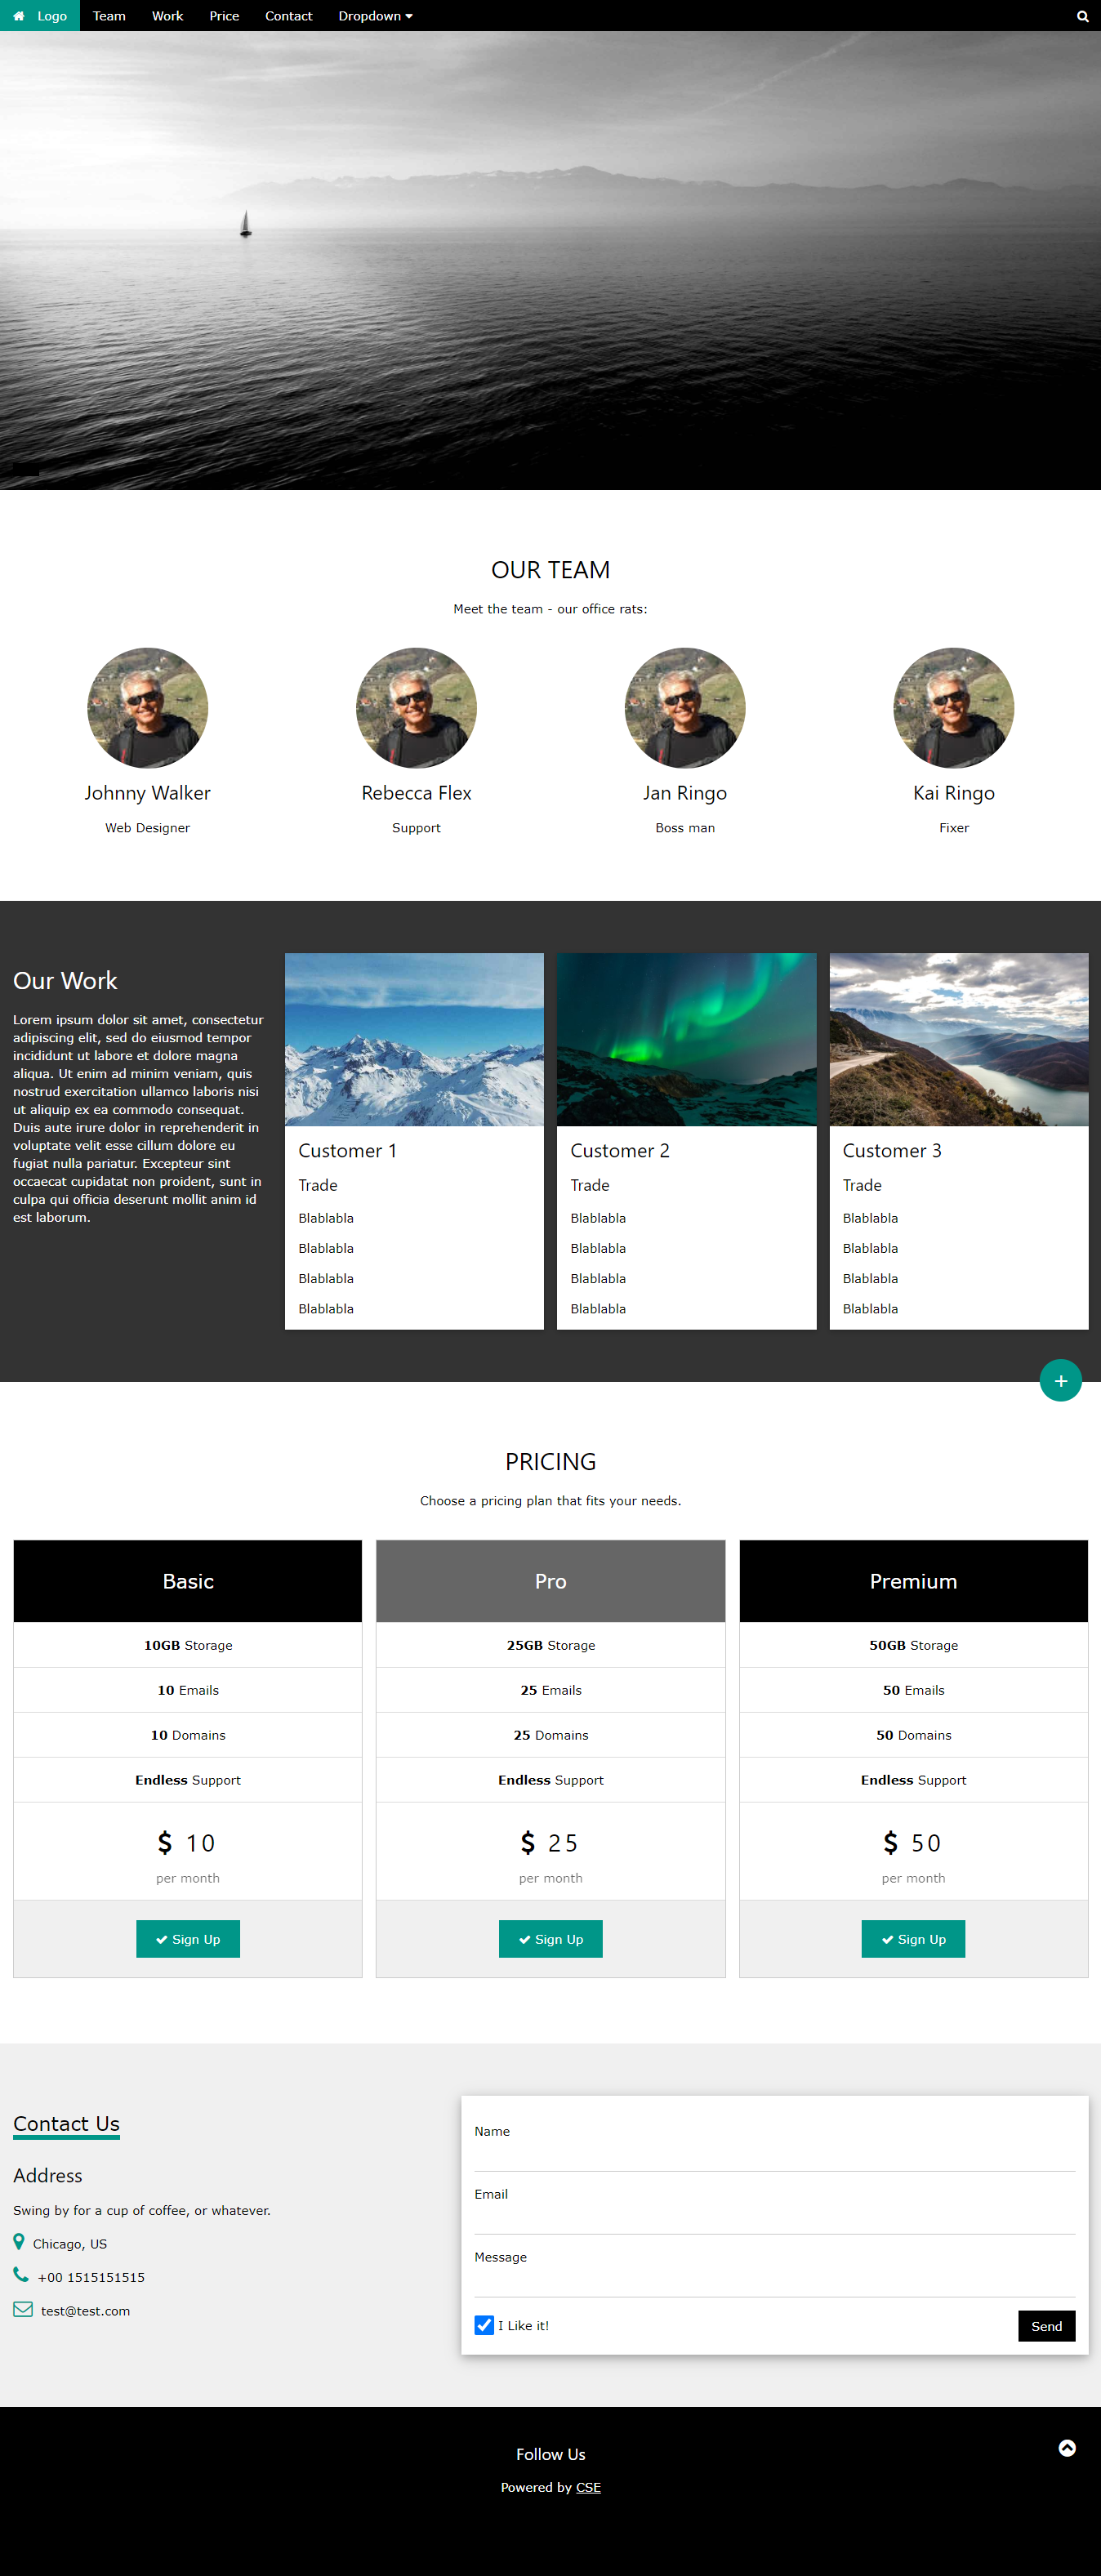 Logo Team Work Price Contact Dropdown
OUR TEAM
Meet the team - our office rats:
Johnny Walker Rebecca Flex Jan Ringo Kai Ringo
Web Designer Support Boss man Fixer
Our Work
Lorem ipsum dolor sit amet, consectetur
adipiscing elit, sed do eiusmod tempor
incididunt ut labore et dolore magna
aliqua. Ut enim ad minim veniam, quis
nostrud exercitation ullamco laboris nisi
ut aliquip ex ea commodo consequat.
Duis aute irure dolor in reprehenderit in
voluptate velit esse cillum dolore eu
fugiat nulla pariatur. Excepteur sint
occaecat cupidatat non proident, sunt in
culpa qui officia deserunt mollit anim id
est laborum.
Customer 1
Trade
Blablabla
Blablabla
Blablabla
Blablabla
Customer 2
Trade
Blablabla
Blablabla
Blablabla
Blablabla
Customer 3
Trade
Blablabla
Blablabla
Blablabla
Blablabla
+
PRICING
Choose a pricing plan that fits your needs.
Basic
10GB Storage
10 Emails
10 Domains
Endless Support
$ 10
per month
Sign Up
Pro
25GB Storage
25 Emails
25 Domains
Endless Support
$ 25
per month
Sign Up
Premium
50GB Storage
50 Emails
50 Domains
Endless Support
$ 50
per month
Sign Up
Contact Us
Address
Swing by for a cup of coffee, or whatever.
Chicago, US
+00 1515151515
test@test.com
Name
Email
Message
I Like it!
Send
Follow Us
Powered by CSE